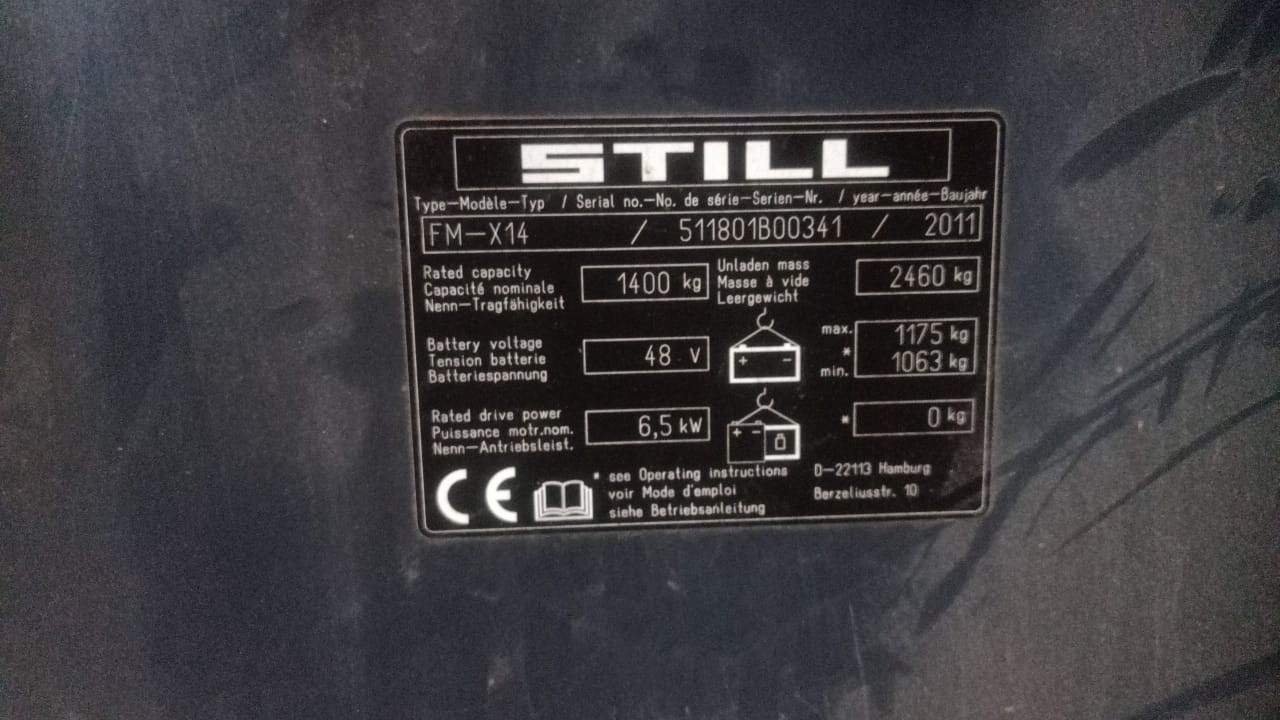 STILL
Type-Modèle-Typ / Serial no.-No. de série-Serien-Nr. / year-année-Baujahr
FM-X14 / 511801B00341 / 2011
Rated capacity
Capacité nominale
Nenn-Tragfähigkeit
1400 kg
Unladen mass
Masse à vide
Leergewicht
2460 kg
Battery voltage
Tension batterie
Batteriespannung
48 V
+ -
max. 1175 kg
*
min. 1063 kg
Rated drive power
Puissance motr.nom.
Nenn-Antriebsleist.
6,5 kW
+ -
* 0 kg
CE
* see Operating instructions
voir Mode d'emploi
siehe Betriebsanleitung
D-22113 Hamburg
Berzeliusstr. 10